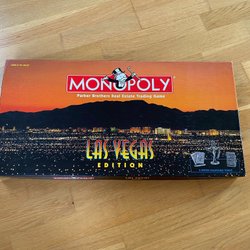 MONOPOLY
Parker Brothers Real Estate Trading Game
LAS VEGAS
EDITION